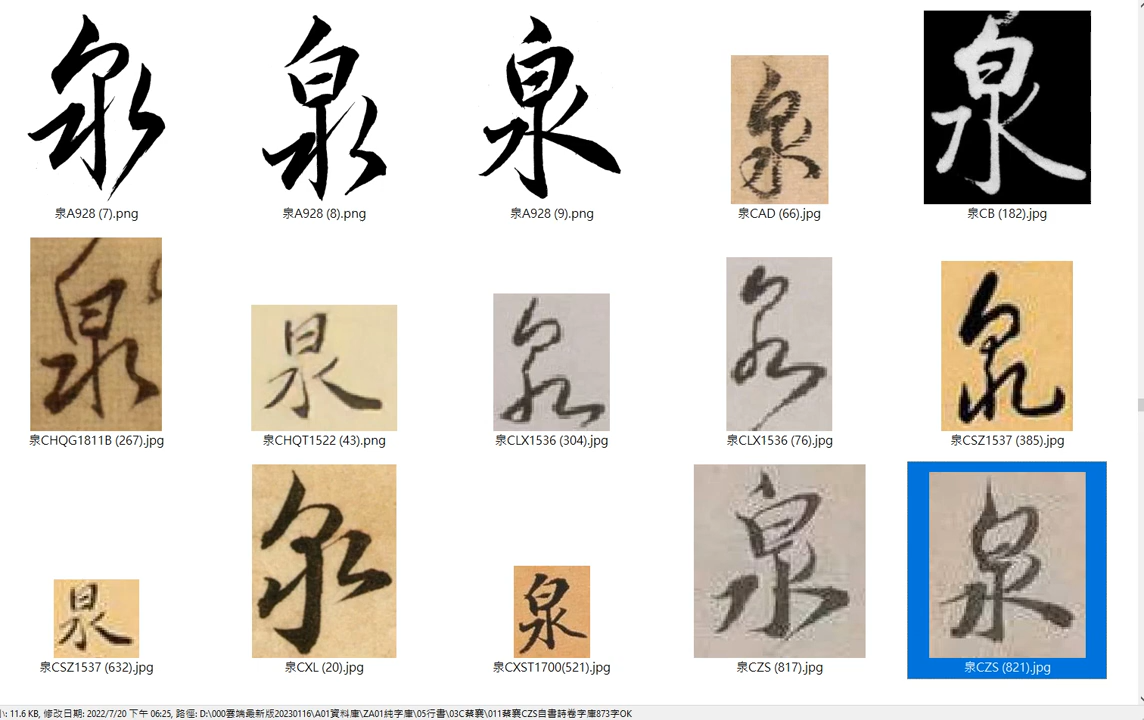 泉 泉 泉 泉 泉
泉A928 (7).png 泉A928 (8).png 泉A928 (9).png 泉CAD (66).jpg 泉CB (182).jpg
泉 泉 泉 泉 泉
泉CHQG1811B (267).jpg 泉CHQT1522 (43).png 泉CLX1536 (304).jpg 泉CLX1536 (76).jpg 泉CSZ1537 (385).jpg
泉 泉 泉 泉 泉
泉CSZ1537 (632).jpg 泉CXL (20).jpg 泉CXST1700(521).jpg 泉CZS (817).jpg 泉CZS (821).jpg
: 11.6 KB, 修改日期: 2022/7/20 下午 06:25, 路徑: D:\000雲端最新版20230116\A01資料庫\ZA01純字庫\05行書\03C蔡襄\011蔡襄CZS自書詩卷字庫873字OK